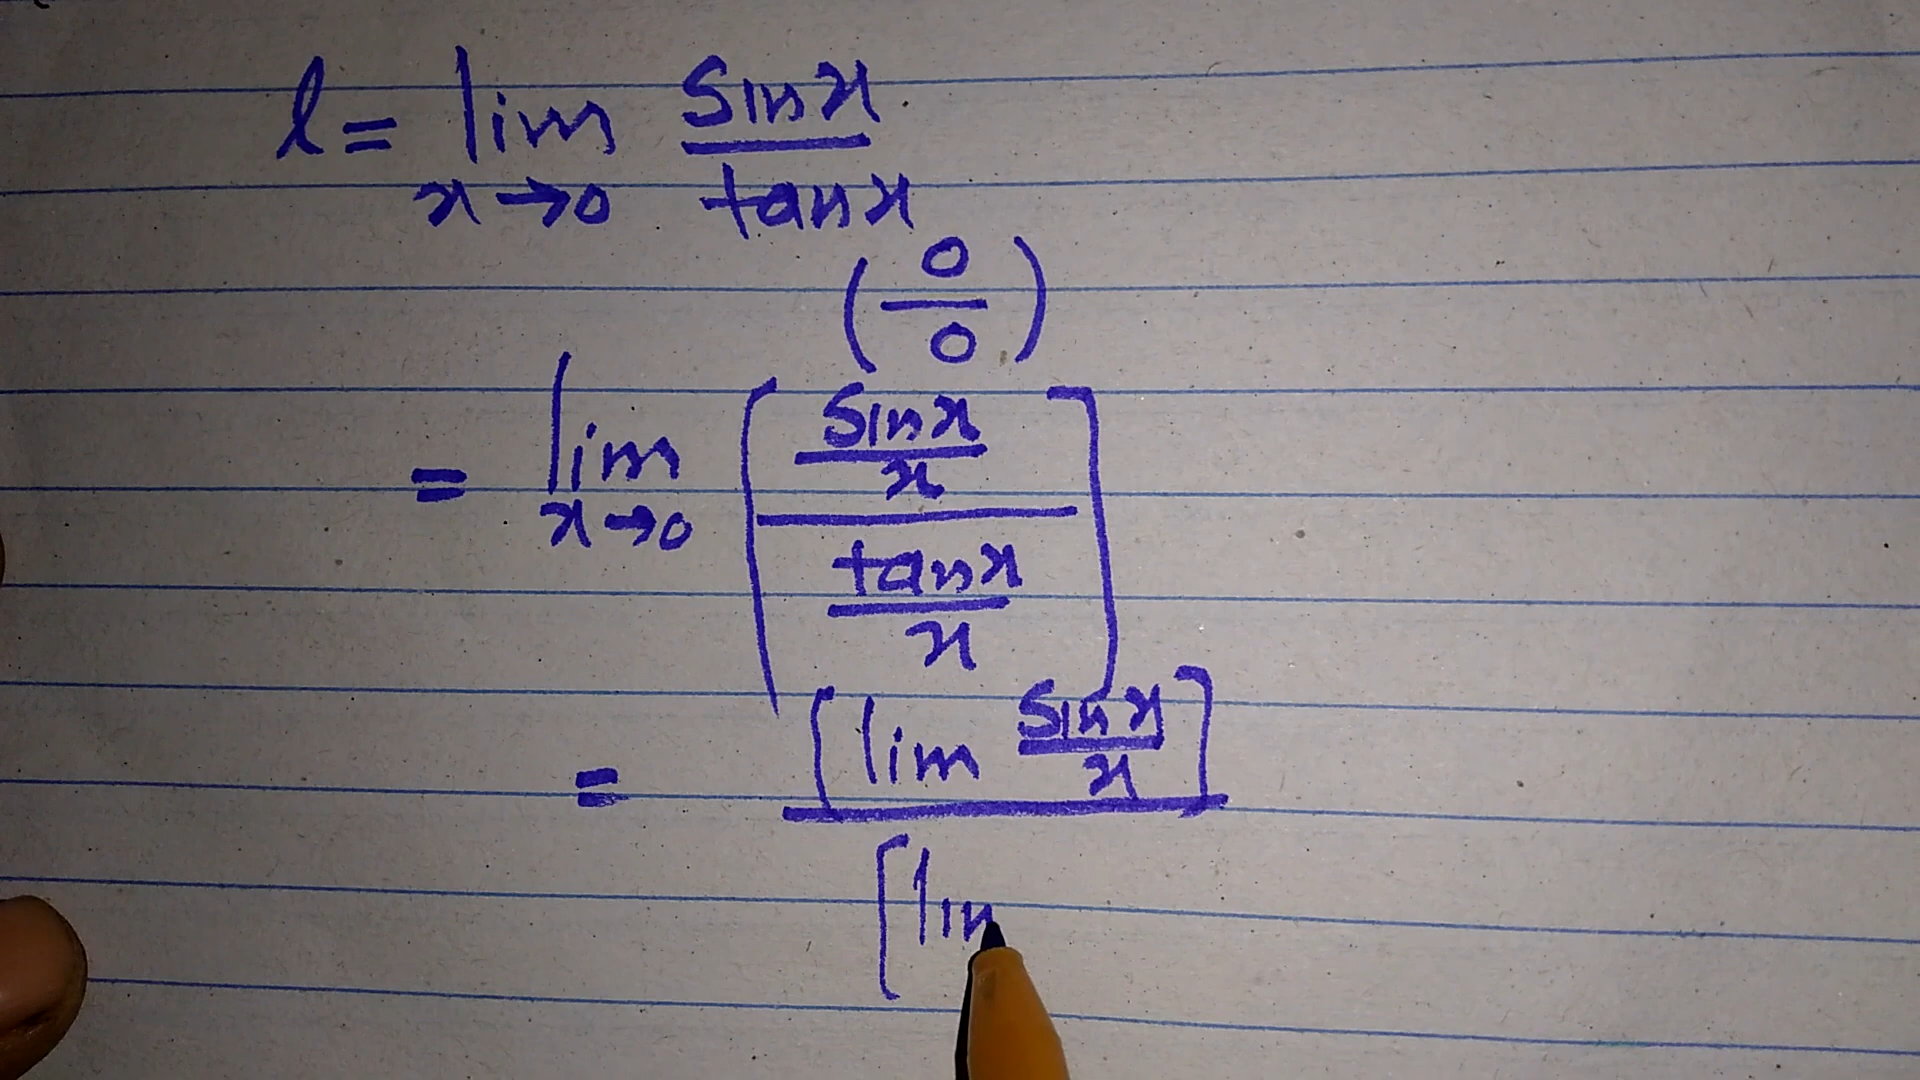 l = lim sinx
x→0 tanx
(0/0)
= lim [ sinx/x
x→0 tanx/x ]
= [lim sinx/x]
[lim